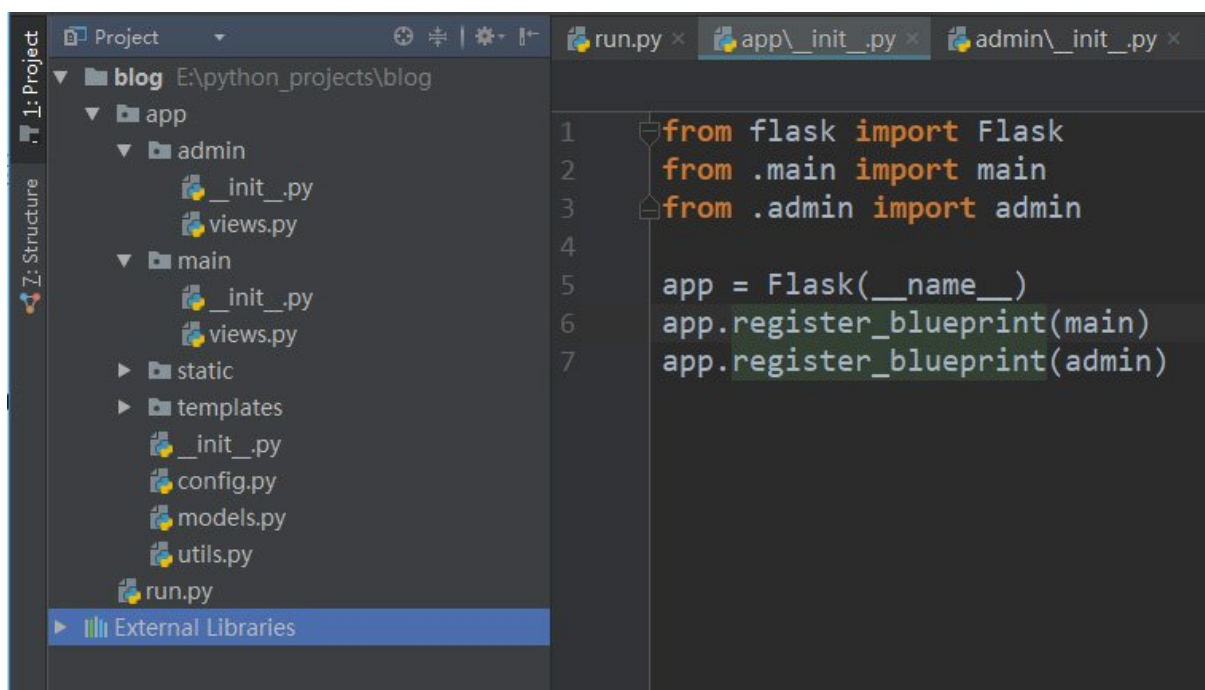 1: Project
7: Structure
Project
blog E:\python_projects\blog
app
admin
__init__.py
views.py
main
__init__.py
views.py
static
templates
__init__.py
config.py
models.py
utils.py
run.py
External Libraries
run.py × app\__init__.py × admin\__init__.py ×
1 from flask import Flask
2 from .main import main
3 from .admin import admin
4
5 app = Flask(__name__)
6 app.register_blueprint(main)
7 app.register_blueprint(admin)